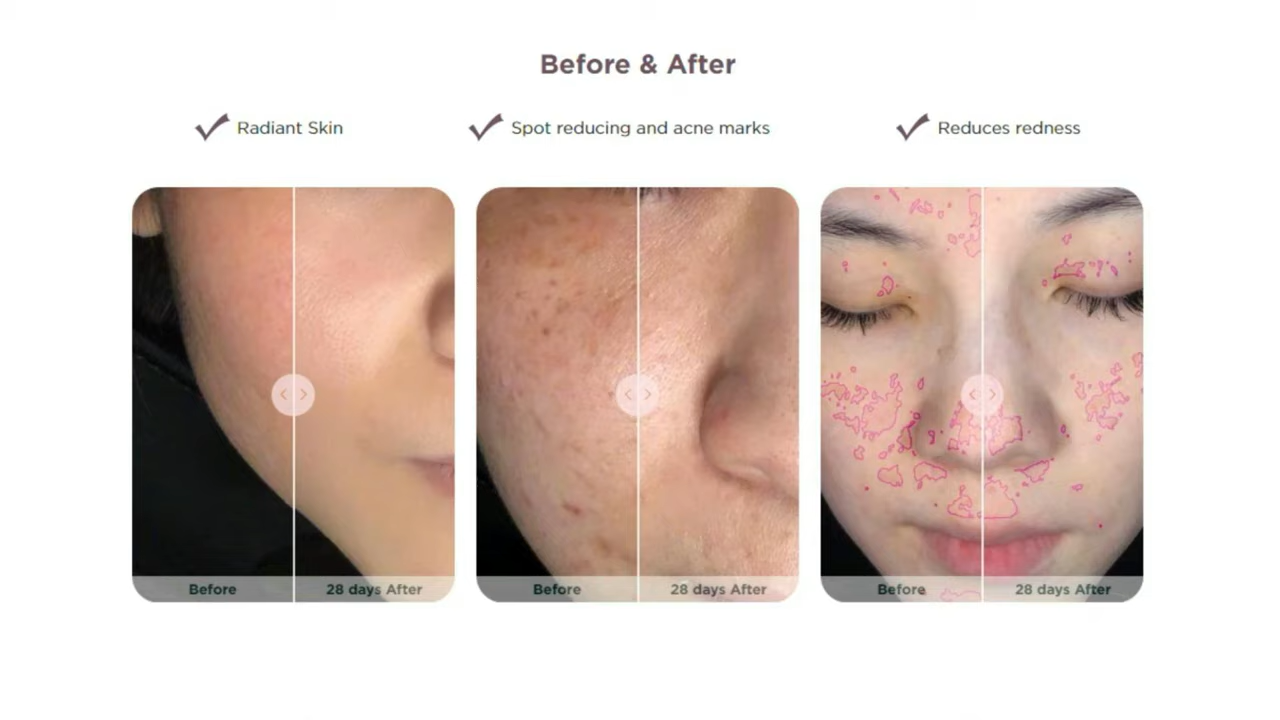 Before & After
Radiant Skin
Spot reducing and acne marks
Reduces redness
Before
28 days After
Before
28 days After
Before
28 days After